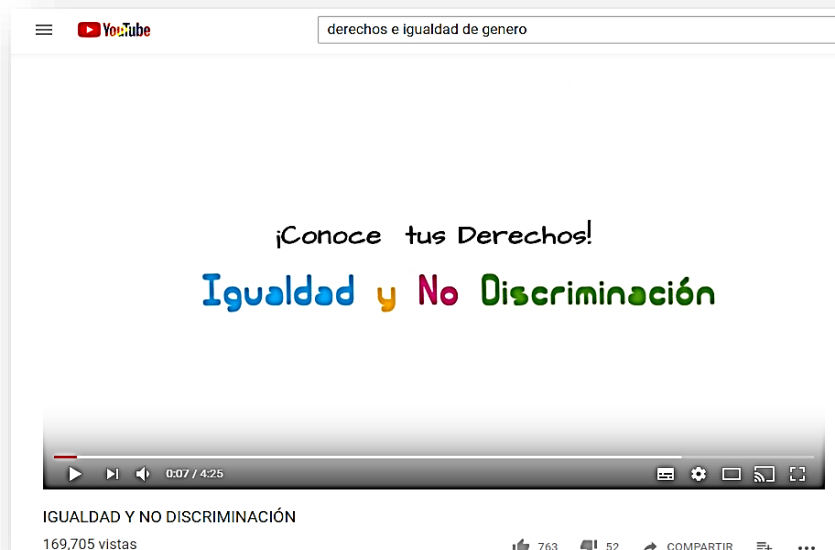 YouTube
derechos e igualdad de genero
¡Conoce tus Derechos!
Igualdad y No Discriminación
0:07 / 4:25
IGUALDAD Y NO DISCRIMINACIÓN
169,705 vistas
763 52 COMPARTIR